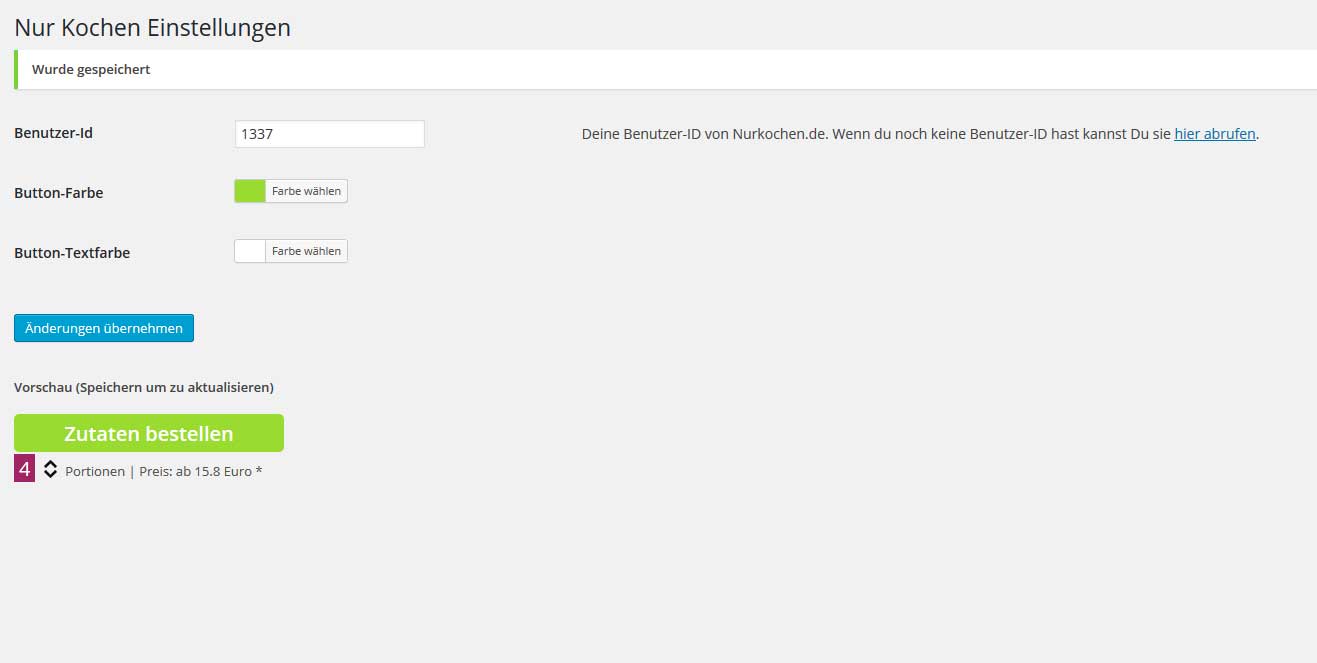 Nur Kochen Einstellungen
Wurde gespeichert
Benutzer-Id 1337 Deine Benutzer-ID von Nurkochen.de. Wenn du noch keine Benutzer-ID hast kannst Du sie hier abrufen.
Button-Farbe Farbe wählen
Button-Textfarbe Farbe wählen
Änderungen übernehmen
Vorschau (Speichern um zu aktualisieren)
Zutaten bestellen
4 Portionen | Preis: ab 15.8 Euro *